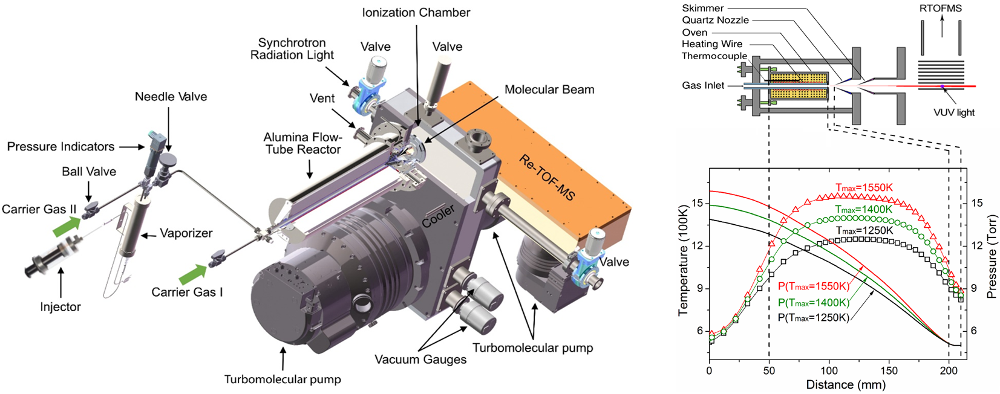 Ionization Chamber
Synchrotron
Radiation Light
Valve
Valve
Needle Valve
Vent
Molecular Beam
Pressure Indicators
Alumina Flow-
Tube Reactor
Ball Valve
Re-TOF-MS
Carrier Gas II
Cooler
Vaporizer
Valve
Carrier Gas I
Injector
Vacuum Gauges
Turbomolecular pump
Turbomolecular pump
Skimmer
Quartz Nozzle
Oven
Heating Wire
Thermocouple
Gas Inlet
RTOFMS
VUV light
Temperature (100K)
15
12
9
6
Tmax=1550K
Tmax=1400K
Tmax=1250K
P(Tmax=1550K)
P(Tmax=1400K)
P(Tmax=1250K)
15
12
9
6
Pressure (Torr)
0 50 100 150 200
Distance (mm)